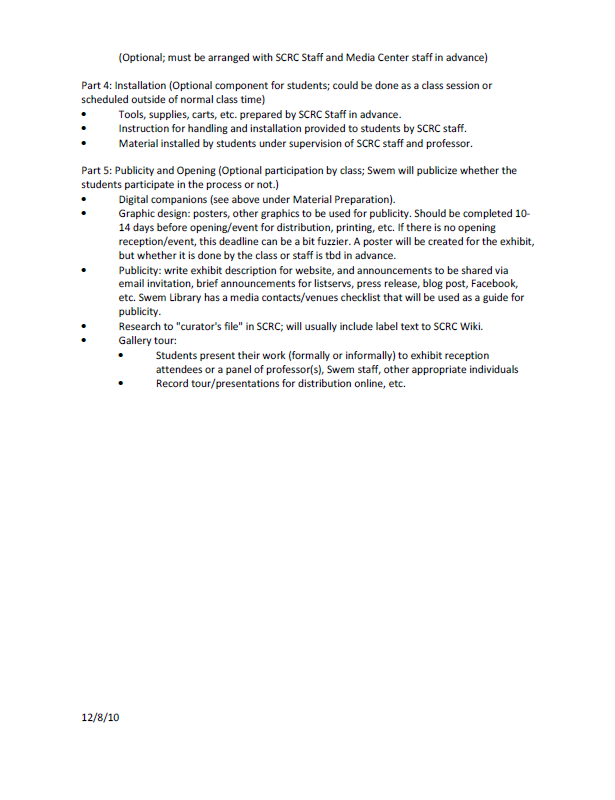 (Optional; must be arranged with SCRC Staff and Media Center staff in advance)
Part 4: Installation (Optional component for students; could be done as a class session or
scheduled outside of normal class time)
• Tools, supplies, carts, etc. prepared by SCRC Staff in advance.
• Instruction for handling and installation provided to students by SCRC staff.
• Material installed by students under supervision of SCRC staff and professor.
Part 5: Publicity and Opening (Optional participation by class; Swem will publicize whether the
students participate in the process or not.)
• Digital companions (see above under Material Preparation).
• Graphic design: posters, other graphics to be used for publicity. Should be completed 10-
14 days before opening/event for distribution, printing, etc. If there is no opening
reception/event, this deadline can be a bit fuzzier. A poster will be created for the exhibit,
but whether it is done by the class or staff is tbd in advance.
• Publicity: write exhibit description for website, and announcements to be shared via
email invitation, brief announcements for listservs, press release, blog post, Facebook,
etc. Swem Library has a media contacts/venues checklist that will be used as a guide for
publicity.
• Research to "curator's file" in SCRC; will usually include label text to SCRC Wiki.
• Gallery tour:
• Students present their work (formally or informally) to exhibit reception
attendees or a panel of professor(s), Swem staff, other appropriate individuals
• Record tour/presentations for distribution online, etc.
12/8/10